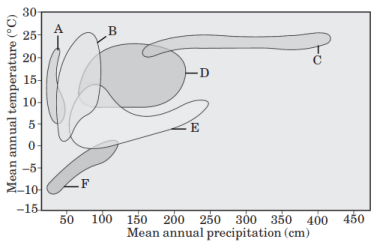 Mean annual temperature (°C)
30
25
20
15
10
5
0
–5
–10
–15
A
B
C
D
E
F
50 100 150 200 250 300 350 400 450
Mean annual precipitation (cm)